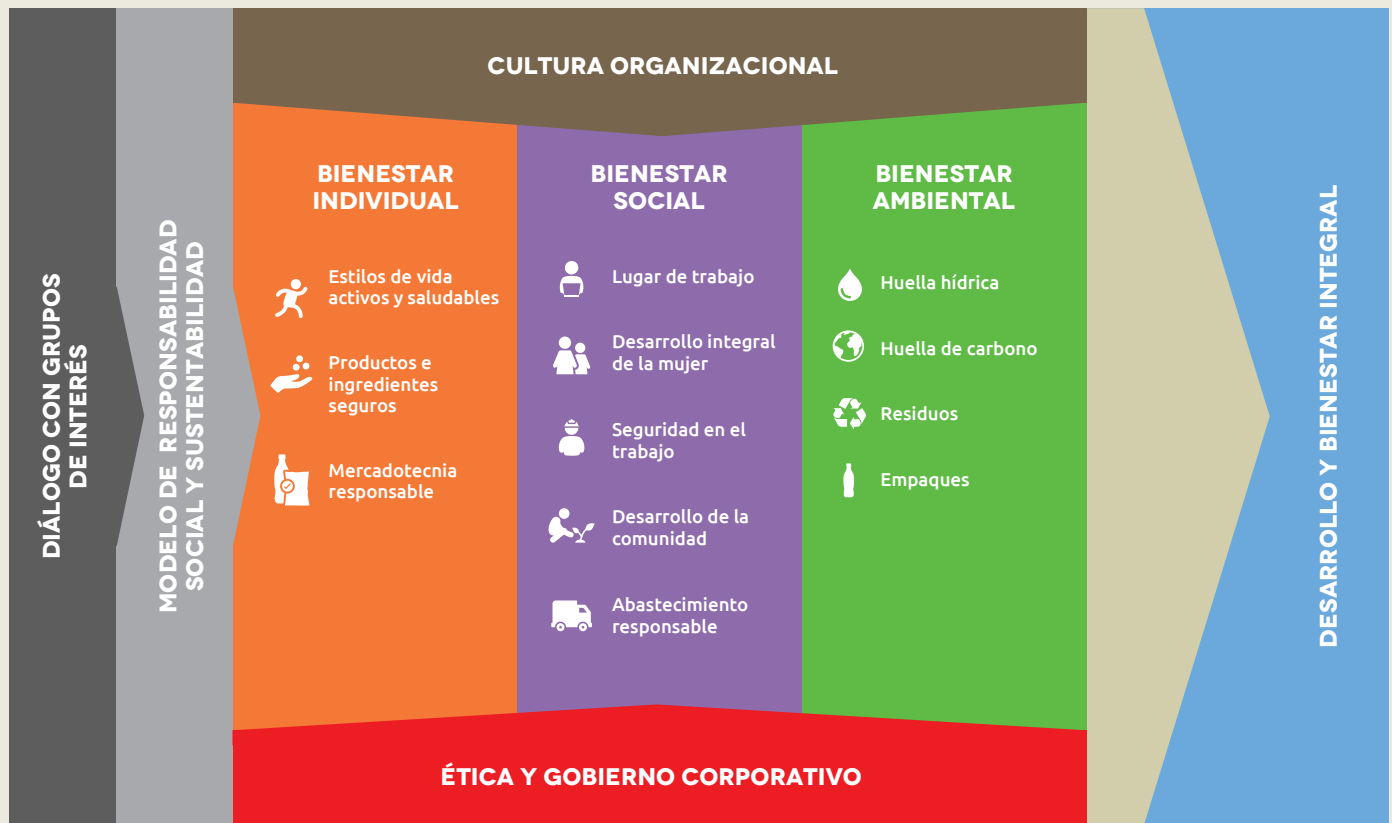 DIÁLOGO CON GRUPOS
DE INTERÉS
MODELO DE RESPONSABILIDAD
SOCIAL Y SUSTENTABILIDAD
CULTURA ORGANIZACIONAL
BIENESTAR
INDIVIDUAL
Estilos de vida
activos y saludables
Productos e
ingredientes
seguros
Mercadotecnia
responsable
BIENESTAR
SOCIAL
Lugar de trabajo
Desarrollo integral
de la mujer
Seguridad en el
trabajo
Desarrollo de la
comunidad
Abastecimiento
responsable
BIENESTAR
AMBIENTAL
Huella hídrica
Huella de carbono
Residuos
Empaques
ÉTICA Y GOBIERNO CORPORATIVO
DESARROLLO Y BIENESTAR INTEGRAL